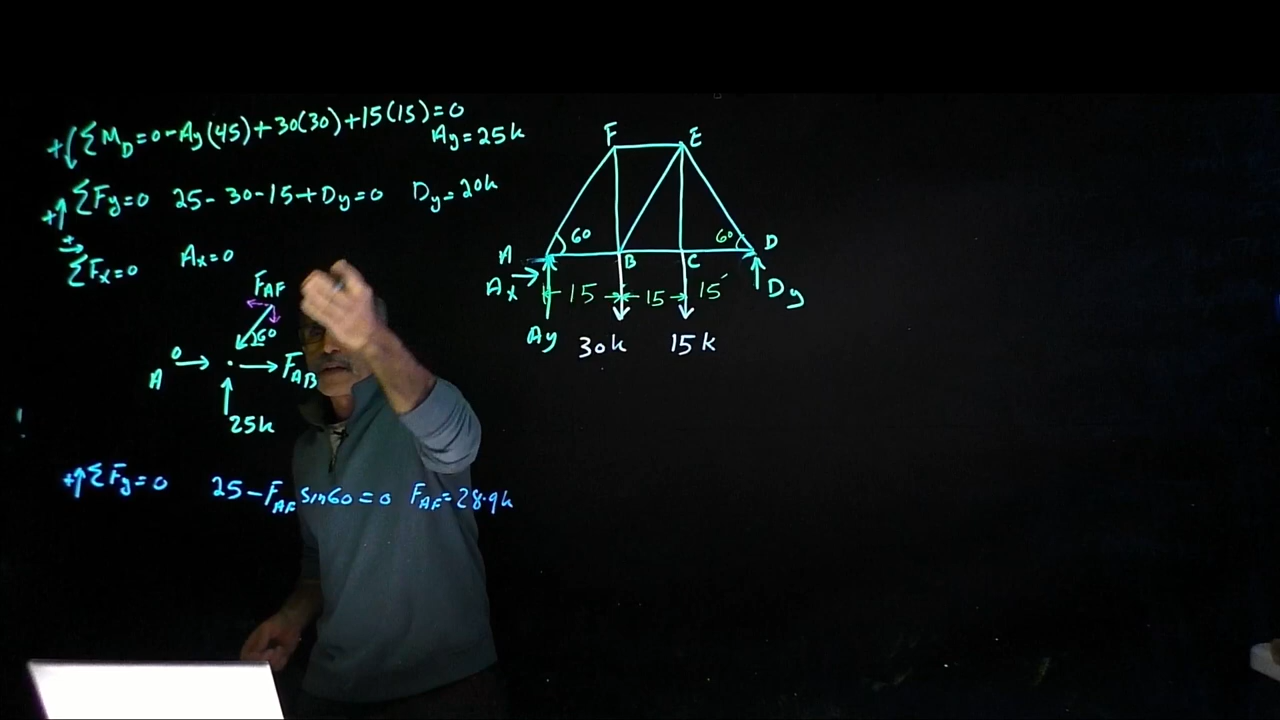 + ΣM_D=0 -Ay(45)+30(30)+15(15)=0
Ay=25k
+↑ ΣFy=0 25-30-15+Dy=0 Dy=20k
+→ ΣFx=0 Ax=0
F_AF
60
A 0 → F_AB
25k
+↑ ΣFy=0 25-F_AF Sin60=0 F_AF=28.9k
F E
60 60
A B C D
Ax 15 15 15' Dy
Ay 30k 15k